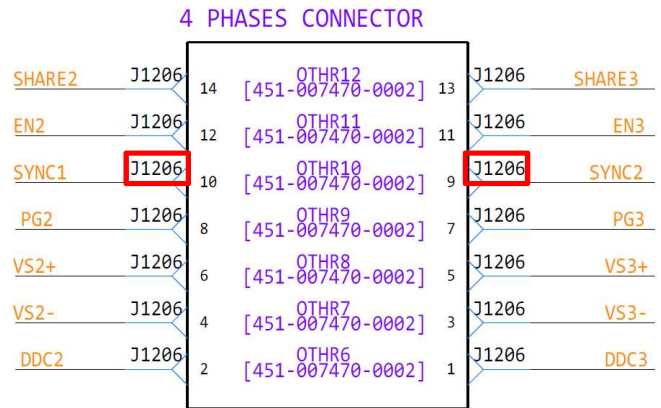 4 PHASES CONNECTOR
SHARE2 J1206 14 OTHR12 [451-007470-0002] 13 J1206 SHARE3
EN2 J1206 12 OTHR11 [451-007470-0002] 11 J1206 EN3
SYNC1 J1206 10 OTHR10 [451-007470-0002] 9 J1206 SYNC2
PG2 J1206 8 OTHR9 [451-007470-0002] 7 J1206 PG3
VS2+ J1206 6 OTHR8 [451-007470-0002] 5 J1206 VS3+
VS2- J1206 4 OTHR7 [451-007470-0002] 3 J1206 VS3-
DDC2 J1206 2 OTHR6 [451-007470-0002] 1 J1206 DDC3